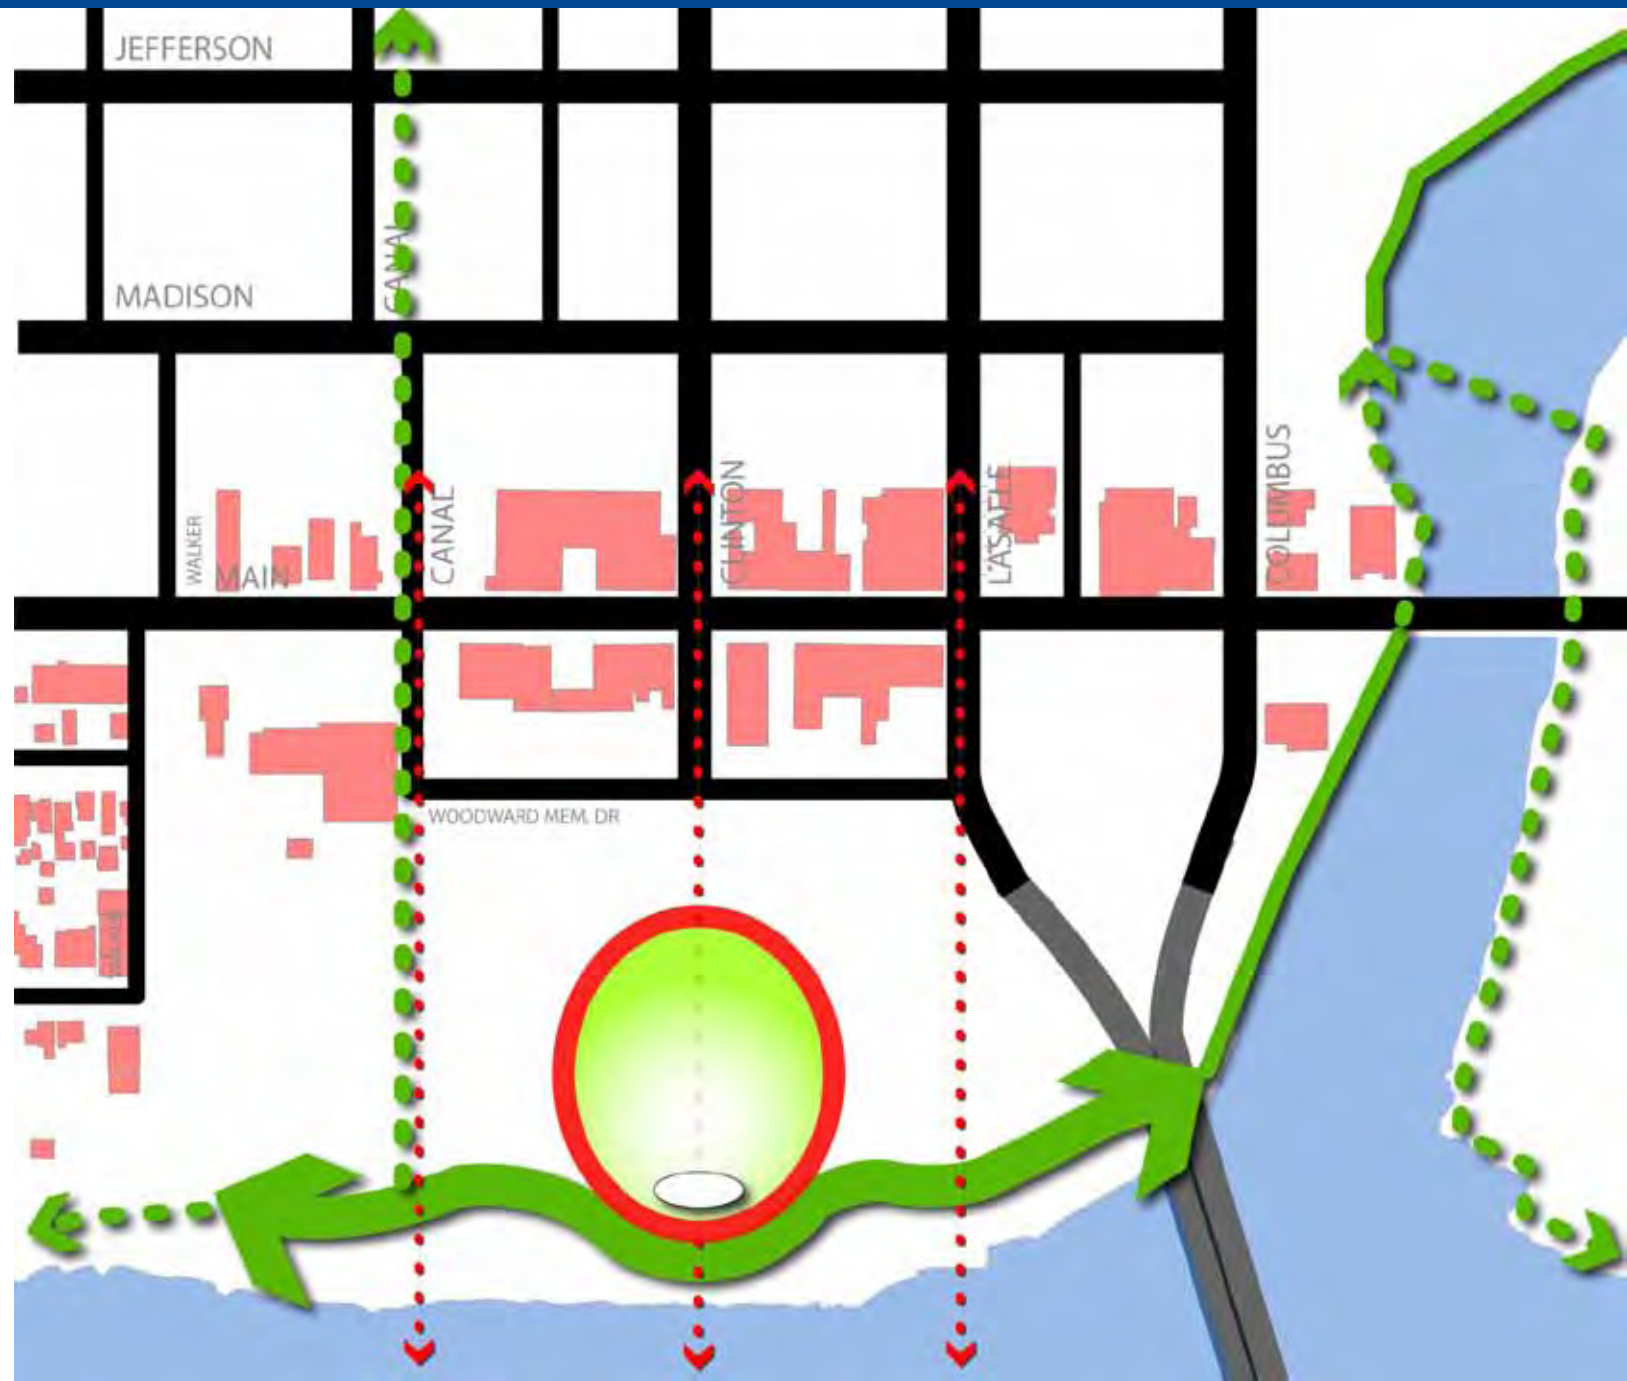 JEFFERSON
CANAL
MADISON
WALKER
MAIN
CANAL
CLINTON
LASALLE
COLUMBUS
WOODWARD MEM. DR